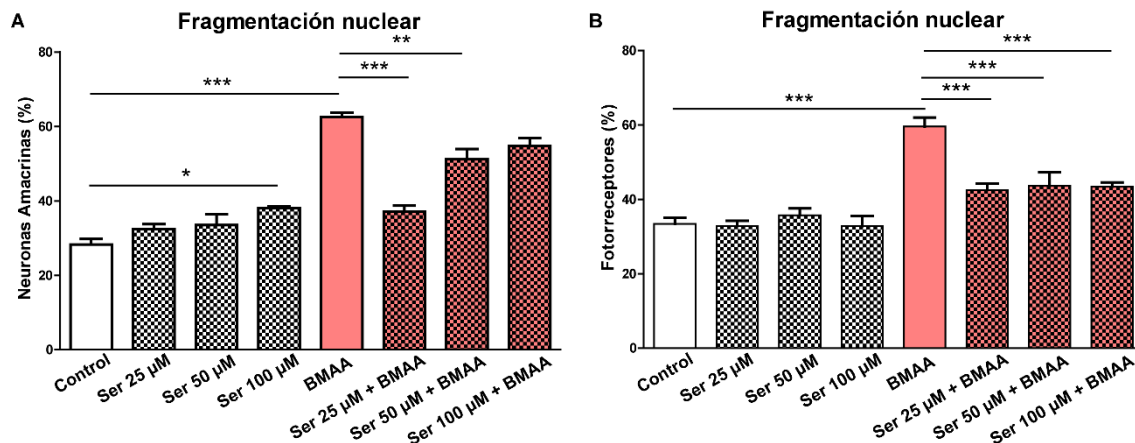 A
Fragmentación nuclear
Neuronas Amacrinas (%)
80
60
40
20
0
**
***
***
*
Control
Ser 25 µM
Ser 50 µM
Ser 100 µM
BMAA
Ser 25 µM + BMAA
Ser 50 µM + BMAA
Ser 100 µM + BMAA
B
Fragmentación nuclear
Fotorreceptores (%)
80
60
40
20
0
***
***
***
***
Control
Ser 25 µM
Ser 50 µM
Ser 100 µM
BMAA
Ser 25 µM + BMAA
Ser 50 µM + BMAA
Ser 100 µM + BMAA